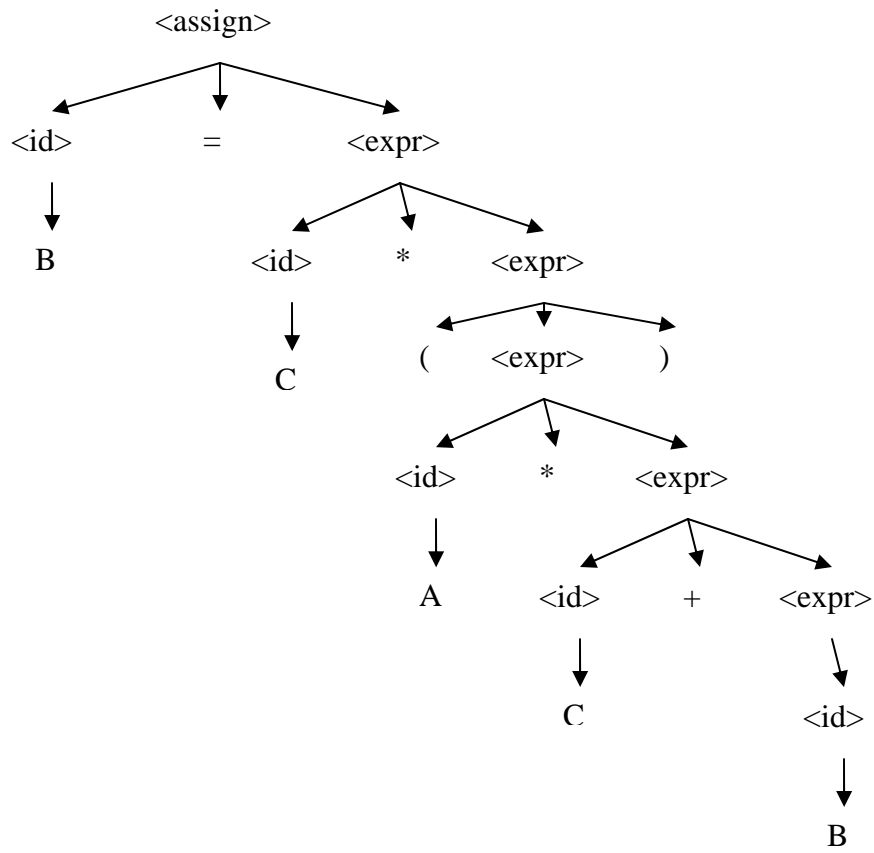 <assign>
<id> = <expr>
B <id> * <expr>
C ( <expr> )
<id> * <expr>
A <id> + <expr>
C <id>
B